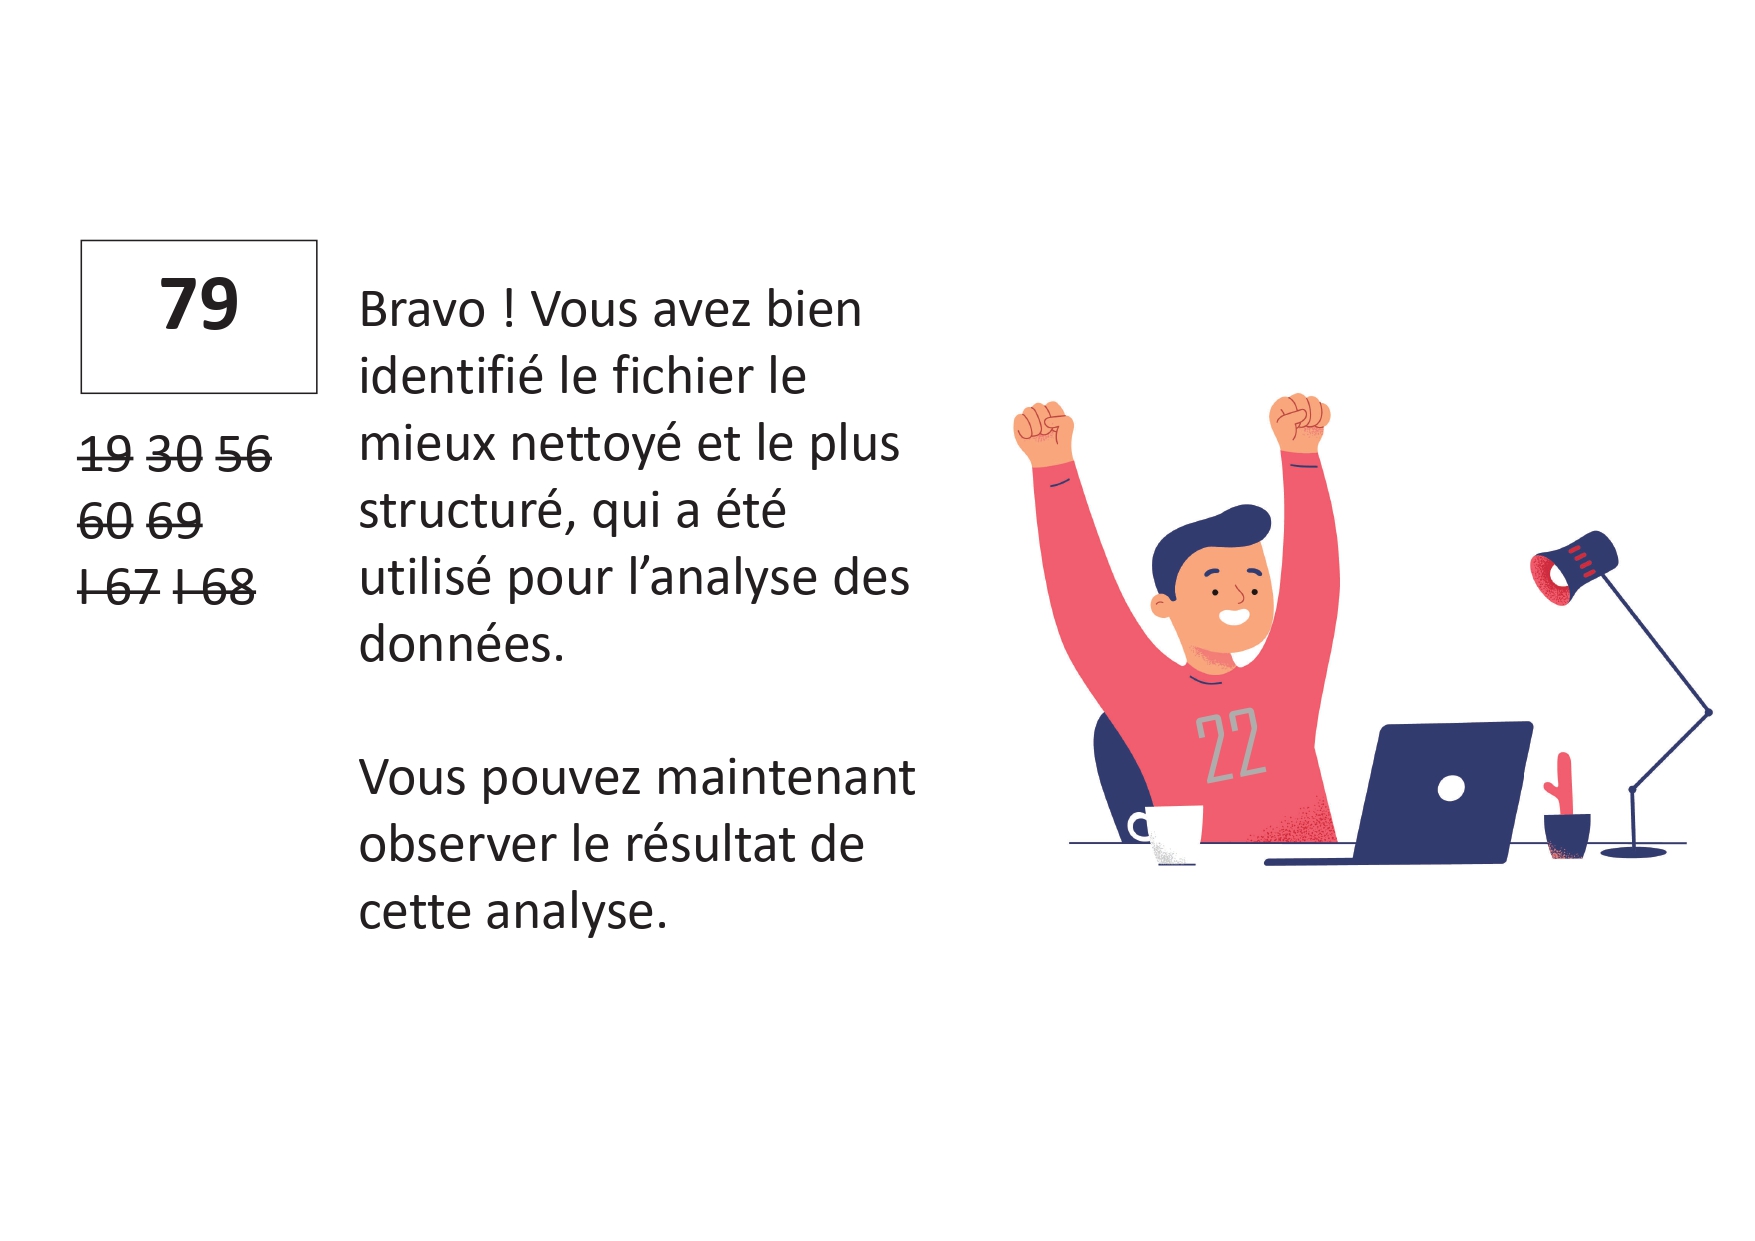 79
19 30 56
60 69
I 67 I 68
Bravo ! Vous avez bien
identifié le fichier le
mieux nettoyé et le plus
structuré, qui a été
utilisé pour l’analyse des
données.
Vous pouvez maintenant
observer le résultat de
cette analyse.
22